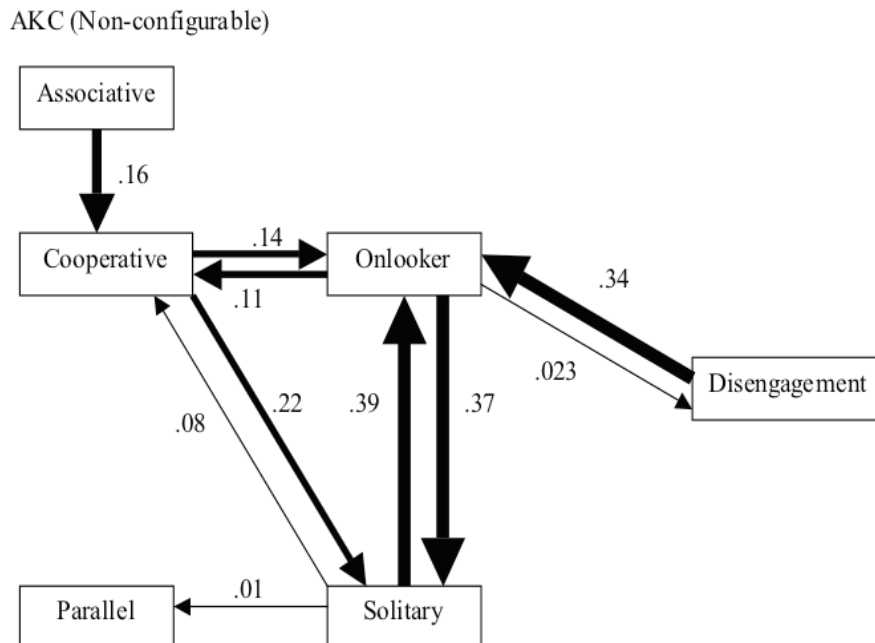 AKC (Non-configurable)
Associative
.16
Cooperative
.14
Onlooker
.11
.34
.023
Disengagement
.08
.22
.39
.37
.01
Parallel
Solitary